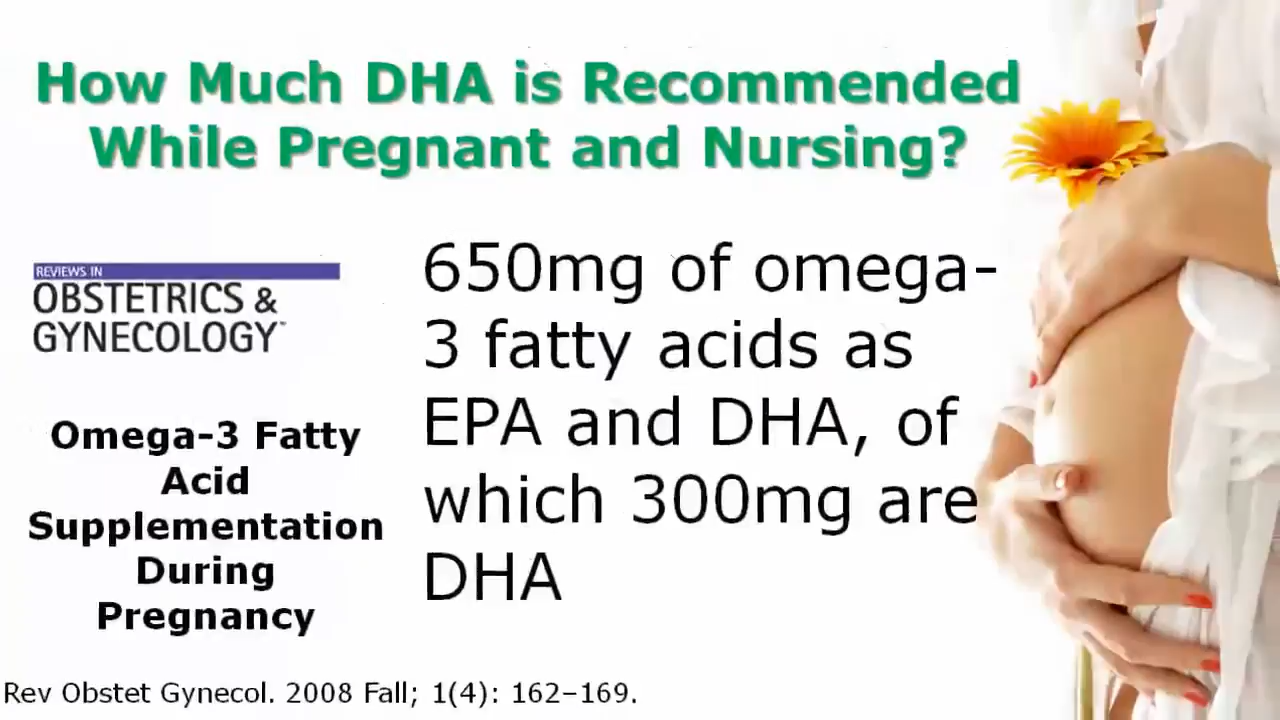 How Much DHA is Recommended
While Pregnant and Nursing?
REVIEWS IN
OBSTETRICS &
GYNECOLOGY™
Omega-3 Fatty
Acid
Supplementation
During
Pregnancy
650mg of omega-
3 fatty acids as
EPA and DHA, of
which 300mg are
DHA
Rev Obstet Gynecol. 2008 Fall; 1(4): 162–169.